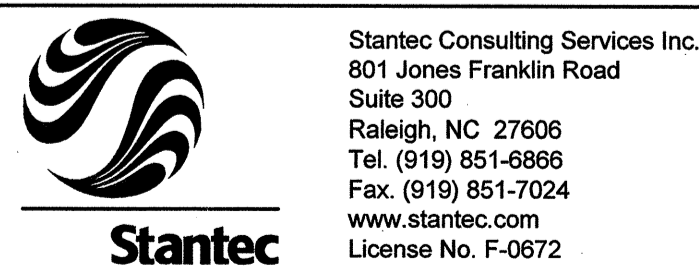 Stantec
Stantec Consulting Services Inc.
801 Jones Franklin Road
Suite 300
Raleigh, NC 27606
Tel. (919) 851-6866
Fax. (919) 851-7024
www.stantec.com
License No. F-0672